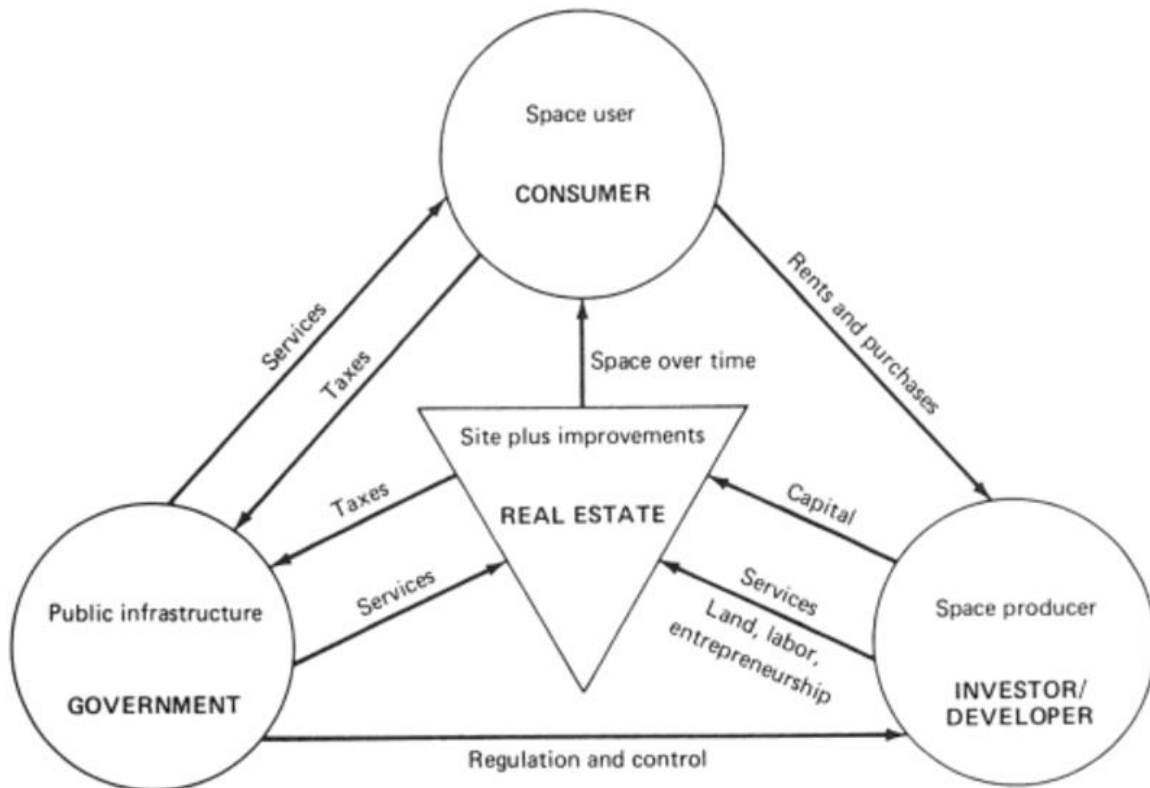 Space user
CONSUMER
Services
Taxes
Rents and purchases
Space over time
Site plus improvements
REAL ESTATE
Taxes
Services
Capital
Services
Land, labor,
entrepreneurship
Public infrastructure
GOVERNMENT
Space producer
INVESTOR/
DEVELOPER
Regulation and control